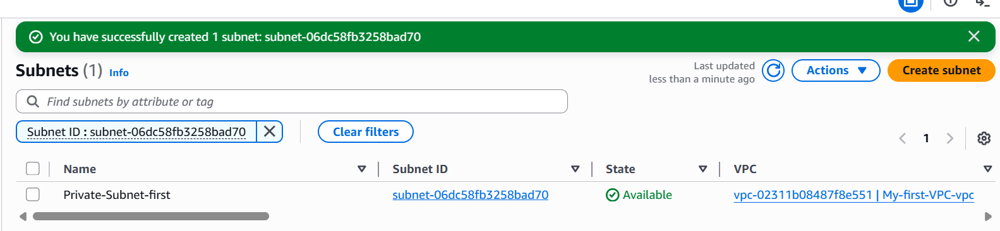 You have successfully created 1 subnet: subnet-06dc58fb3258bad70
Subnets (1) Info
Last updated
less than a minute ago
Actions
Create subnet
Find subnets by attribute or tag
Subnet ID : subnet-06dc58fb3258bad70
Clear filters
1
Name Subnet ID State VPC
Private-Subnet-first subnet-06dc58fb3258bad70 Available vpc-02311b08487f8e551 | My-first-VPC-vpc